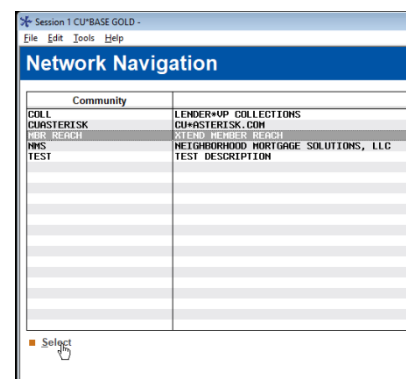 Session 1 CU*BASE GOLD -
File Edit Tools Help
Network Navigation
Community
COLL LENDER*VP COLLECTIONS
CUASTERISK CU*ASTERISK.COM
MBR REACH XTEND MEMBER REACH
NMS NEIGHBORHOOD MORTGAGE SOLUTIONS, LLC
TEST TEST DESCRIPTION
Select